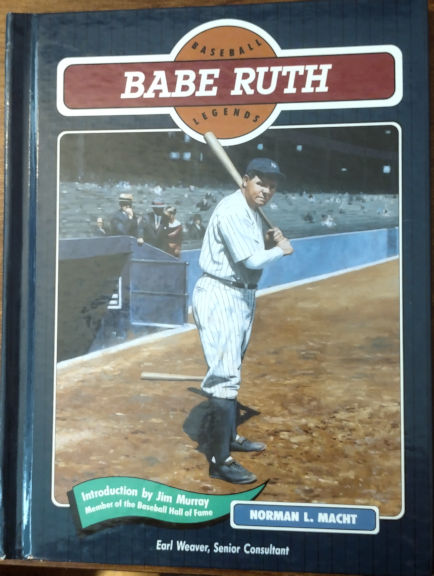 BASEBALL
BABE RUTH
LEGENDS
Introduction by Jim Murray
Member of the Baseball Hall of Fame
NORMAN L. MACHT
Earl Weaver, Senior Consultant